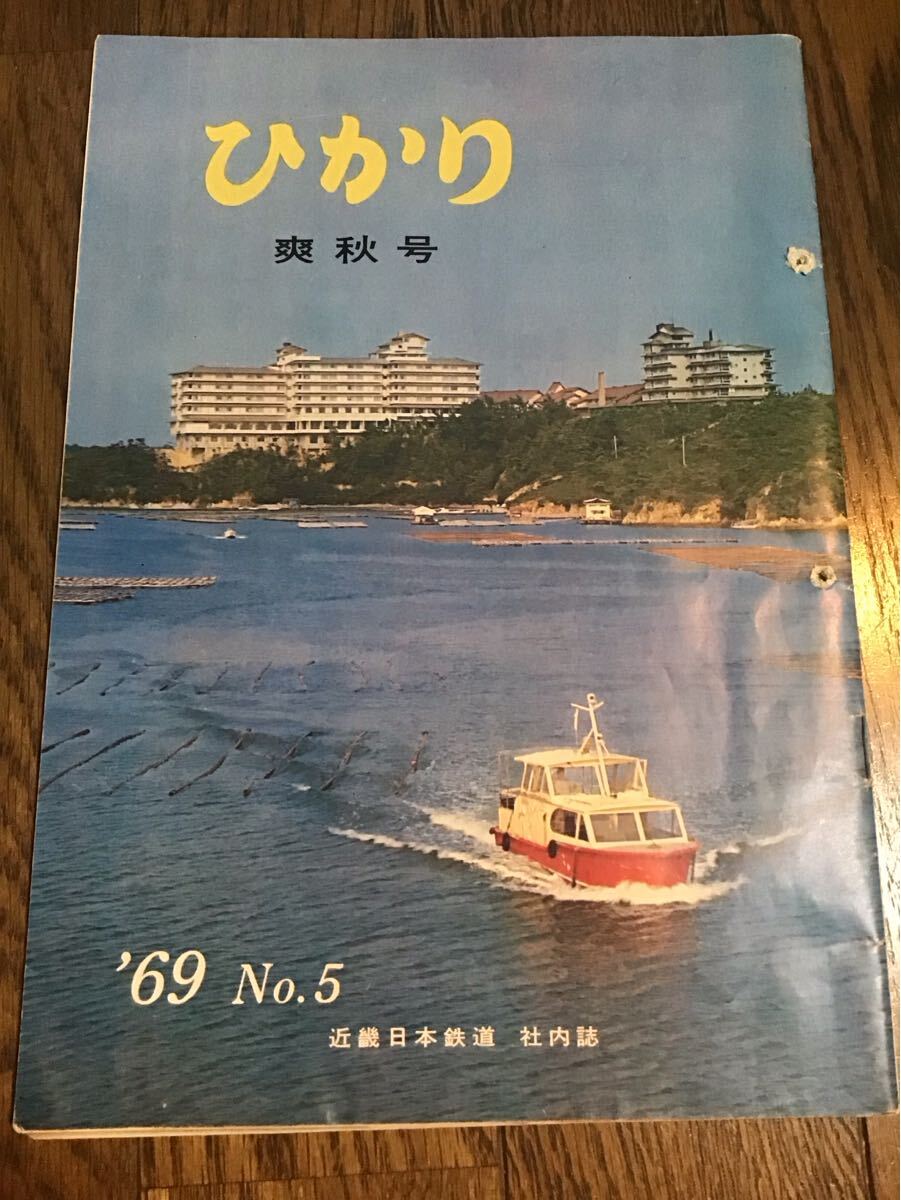 ひかり
爽秋号
'69 No.5
近畿日本鉄道 社内誌